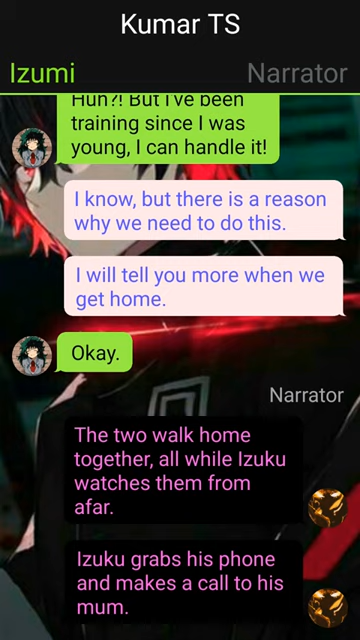 Kumar TS
Izumi
Narrator
Huh?! But I've been
training since I was
young, I can handle it!
I know, but there is a reason
why we need to do this.
I will tell you more when we
get home.
Okay.
Narrator
The two walk home
together, all while Izuku
watches them from
afar.
Izuku grabs his phone
and makes a call to his
mum.